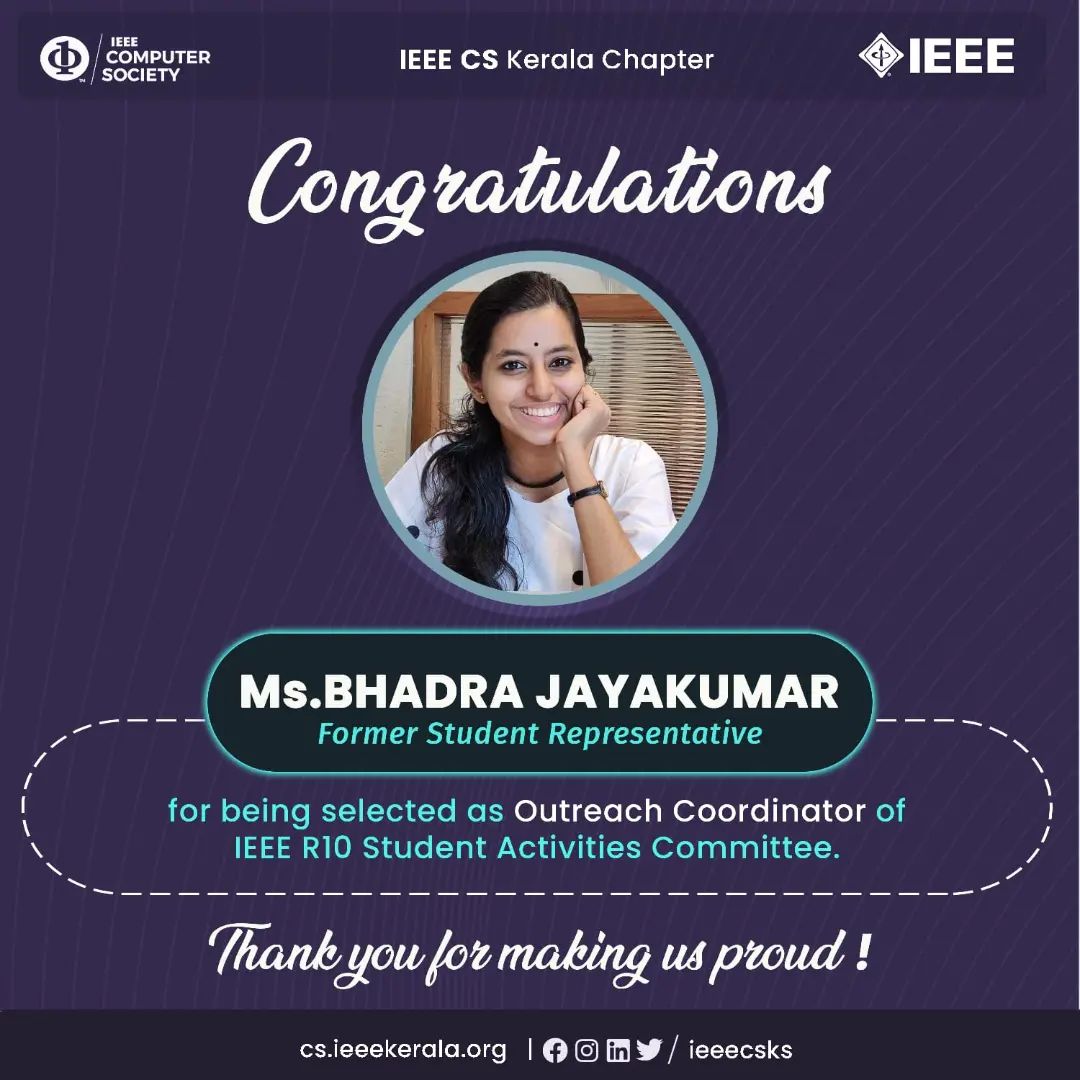 IEEE
COMPUTER
SOCIETY
TM
IEEE CS Kerala Chapter
IEEE
Congratulations
Ms.BHADRA JAYAKUMAR
Former Student Representative
for being selected as Outreach Coordinator of
IEEE R10 Student Activities Committee.
Thank you for making us proud !
cs.ieeekerala.org | / ieeecsks